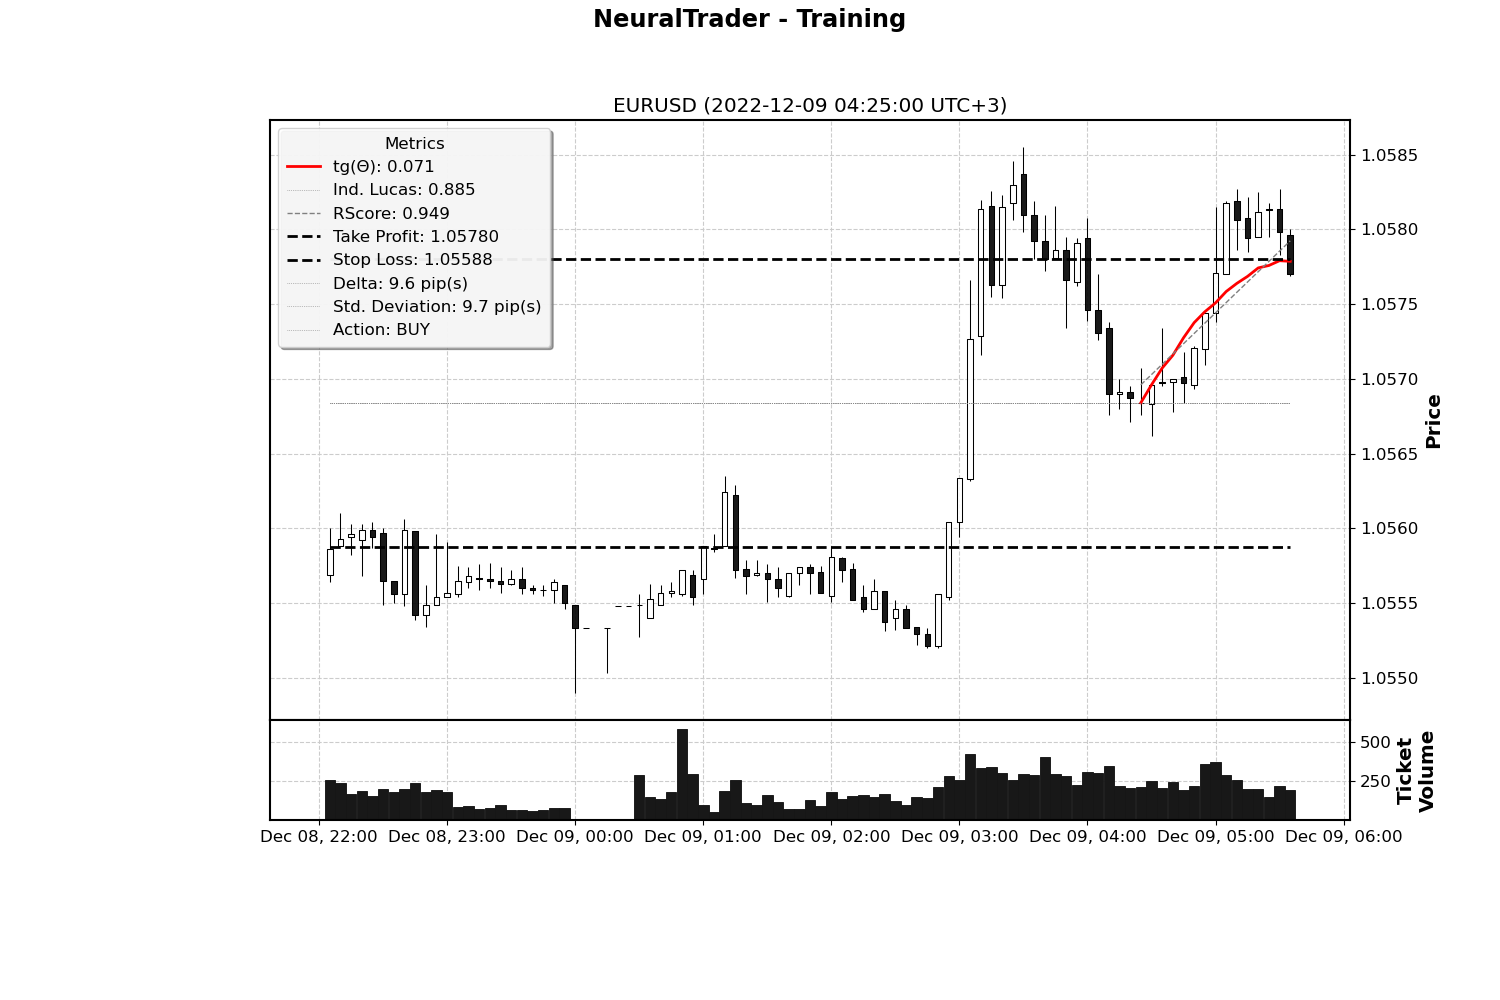 NeuralTrader - Training
EURUSD (2022-12-09 04:25:00 UTC+3)
Metrics
tg(Θ): 0.071
Ind. Lucas: 0.885
RScore: 0.949
Take Profit: 1.05780
Stop Loss: 1.05588
Delta: 9.6 pip(s)
Std. Deviation: 9.7 pip(s)
Action: BUY
1.0585
1.0580
1.0575
1.0570
1.0565
1.0560
1.0555
1.0550
Price
500
250
Ticket
Volume
Dec 08, 22:00
Dec 08, 23:00
Dec 09, 00:00
Dec 09, 01:00
Dec 09, 02:00
Dec 09, 03:00
Dec 09, 04:00
Dec 09, 05:00
Dec 09, 06:00